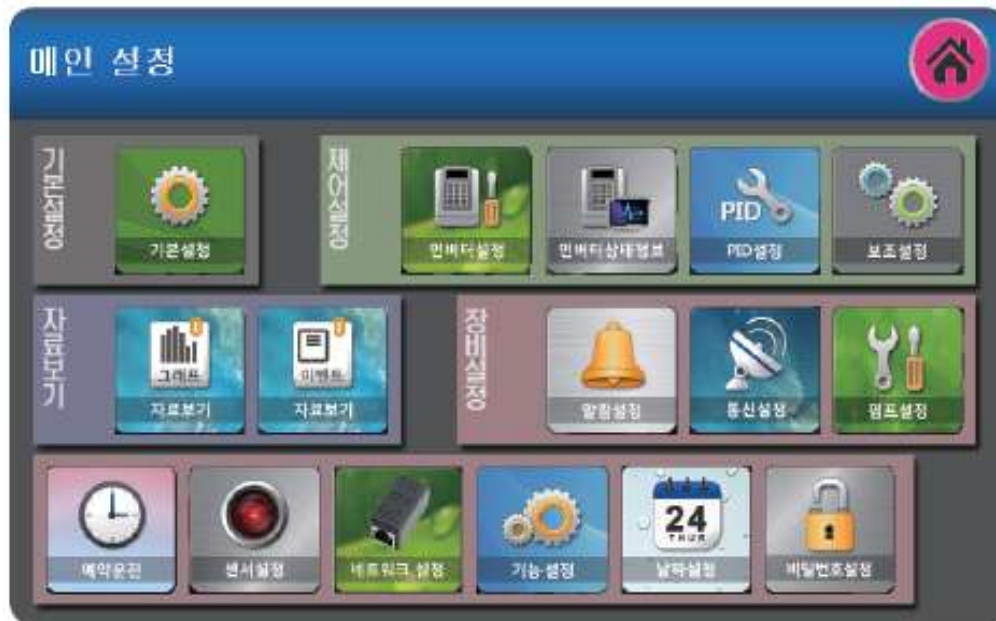 메인 설정
기본설정
기본설정
제어설정
인버터설정
인버터상태정보
PID
PID설정
보조설정
자료보기
그래프
자료보기
이벤트
자료보기
장비설정
알람설정
통신설정
펌프설정
예약운전
센서설정
네트워크 설정
기능 설정
24
THUR
날짜설정
비밀번호설정